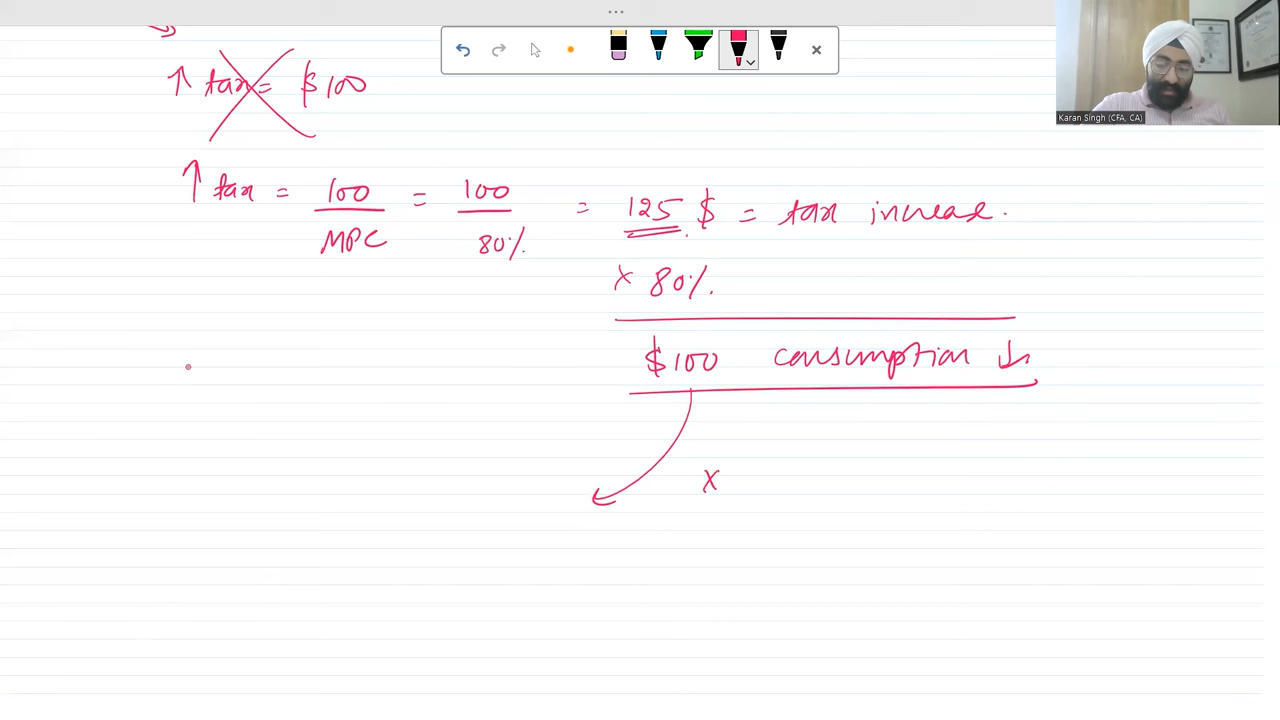 ↑ tax = $100
↑ tax = 100 / MPC = 100 / 80% = 125 $ = tax increase.
x 80%.
$100 consumption ↓
x
Karan Singh (CFA, CA)